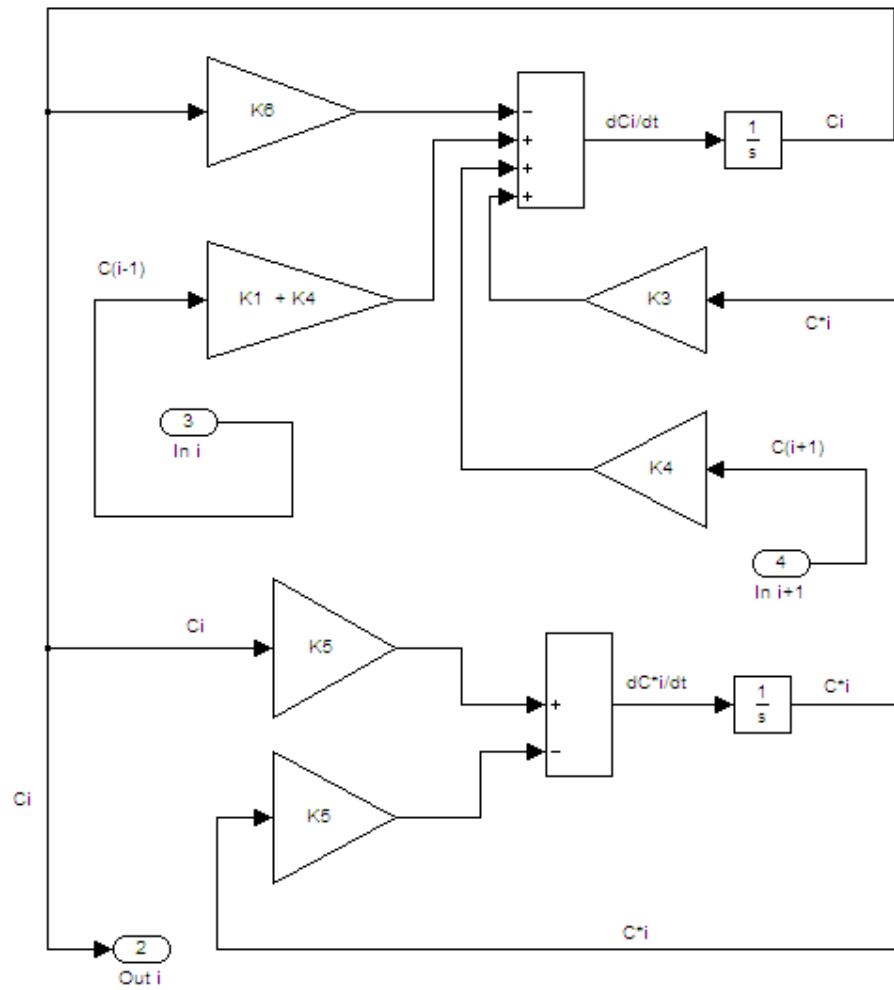 K6
−
+
+
+
dCi/dt
1
s
Ci
C(i-1)
K1 + K4
K3
C*i
3
In i
K4
C(i+1)
4
In i+1
Ci
K5
+
−
dC*i/dt
1
s
C*i
K5
Ci
C*i
2
Out i